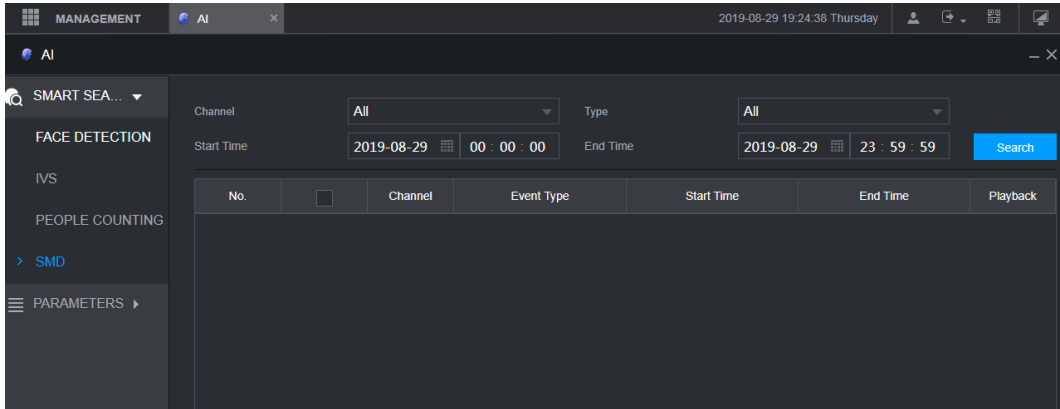 MANAGEMENT AI × 2019-08-29 19:24:38 Thursday
AI
SMART SEA...
Channel All Type All
FACE DETECTION
Start Time 2019-08-29 00 : 00 : 00 End Time 2019-08-29 23 : 59 : 59 Search
IVS
No. Channel Event Type Start Time End Time Playback
PEOPLE COUNTING
> SMD
PARAMETERS